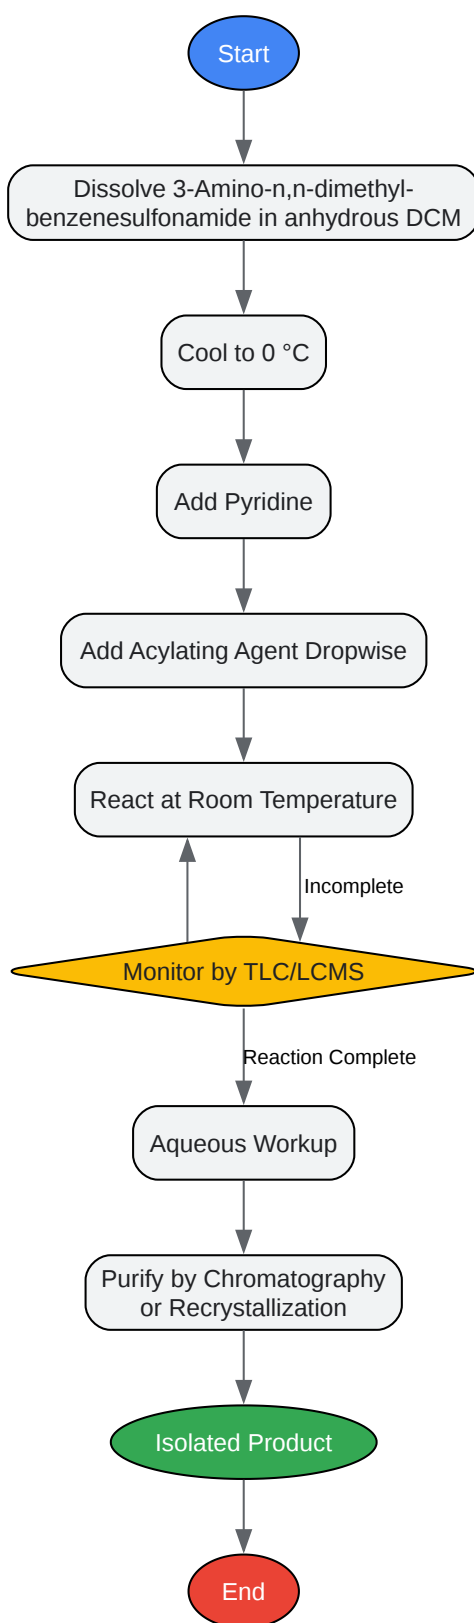 Start
Dissolve 3-Amino-n,n-dimethyl-
benzenesulfonamide in anhydrous DCM
Cool to 0 °C
Add Pyridine
Add Acylating Agent Dropwise
React at Room Temperature
Incomplete
Monitor by TLC/LCMS
Reaction Complete
Aqueous Workup
Purify by Chromatography
or Recrystallization
Isolated Product
End